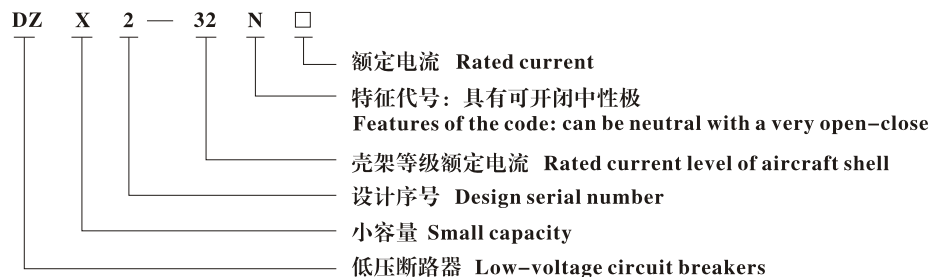 DZ X 2 — 32 N □
额定电流 Rated current
特征代号：具有可开闭中性极
Features of the code: can be neutral with a very open-close
壳架等级额定电流 Rated current level of aircraft shell
设计序号 Design serial number
小容量 Small capacity
低压断路器 Low-voltage circuit breakers